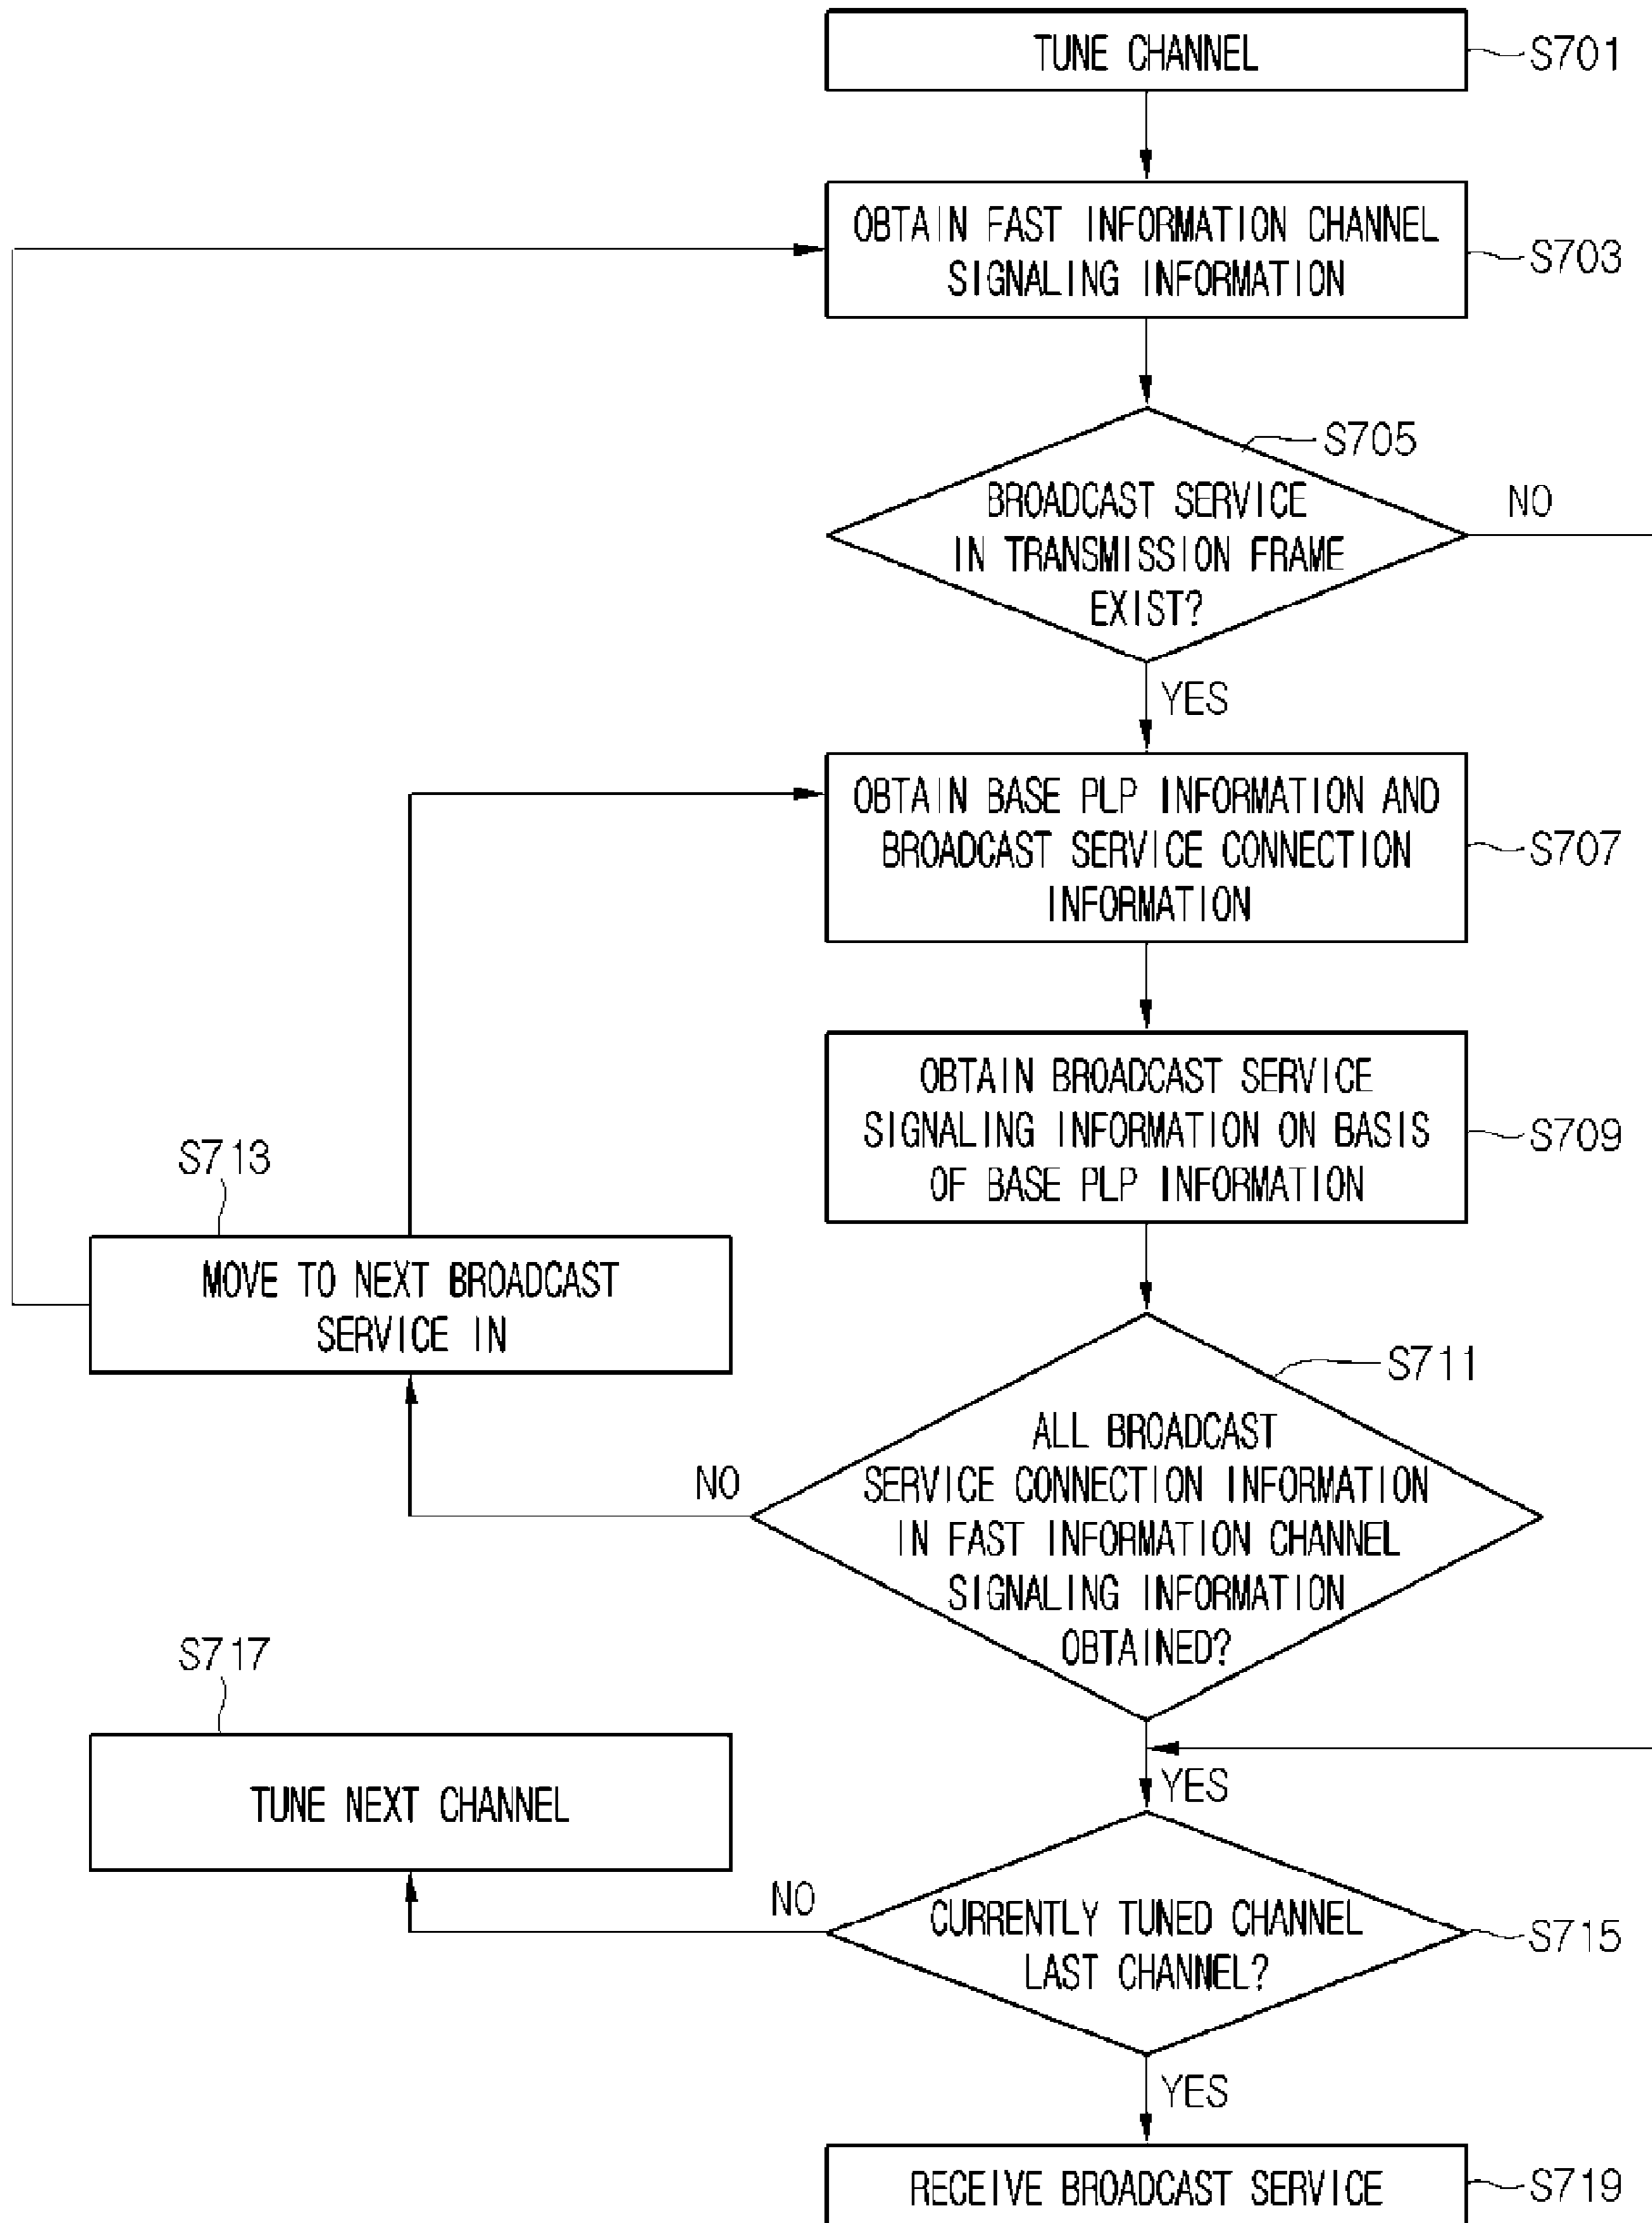 TUNE CHANNEL
S701
OBTAIN FAST INFORMATION CHANNEL
SIGNALING INFORMATION
S703
S705
BROADCAST SERVICE
IN TRANSMISSION FRAME
EXIST?
NO
YES
OBTAIN BASE PLP INFORMATION AND
BROADCAST SERVICE CONNECTION
INFORMATION
S707
OBTAIN BROADCAST SERVICE
SIGNALING INFORMATION ON BASIS
OF BASE PLP INFORMATION
S709
S713
MOVE TO NEXT BROADCAST
SERVICE IN
S711
ALL BROADCAST
SERVICE CONNECTION INFORMATION
IN FAST INFORMATION CHANNEL
SIGNALING INFORMATION
OBTAINED?
NO
S717
TUNE NEXT CHANNEL
YES
NO
CURRENTLY TUNED CHANNEL
LAST CHANNEL?
S715
YES
RECEIVE BROADCAST SERVICE
S719